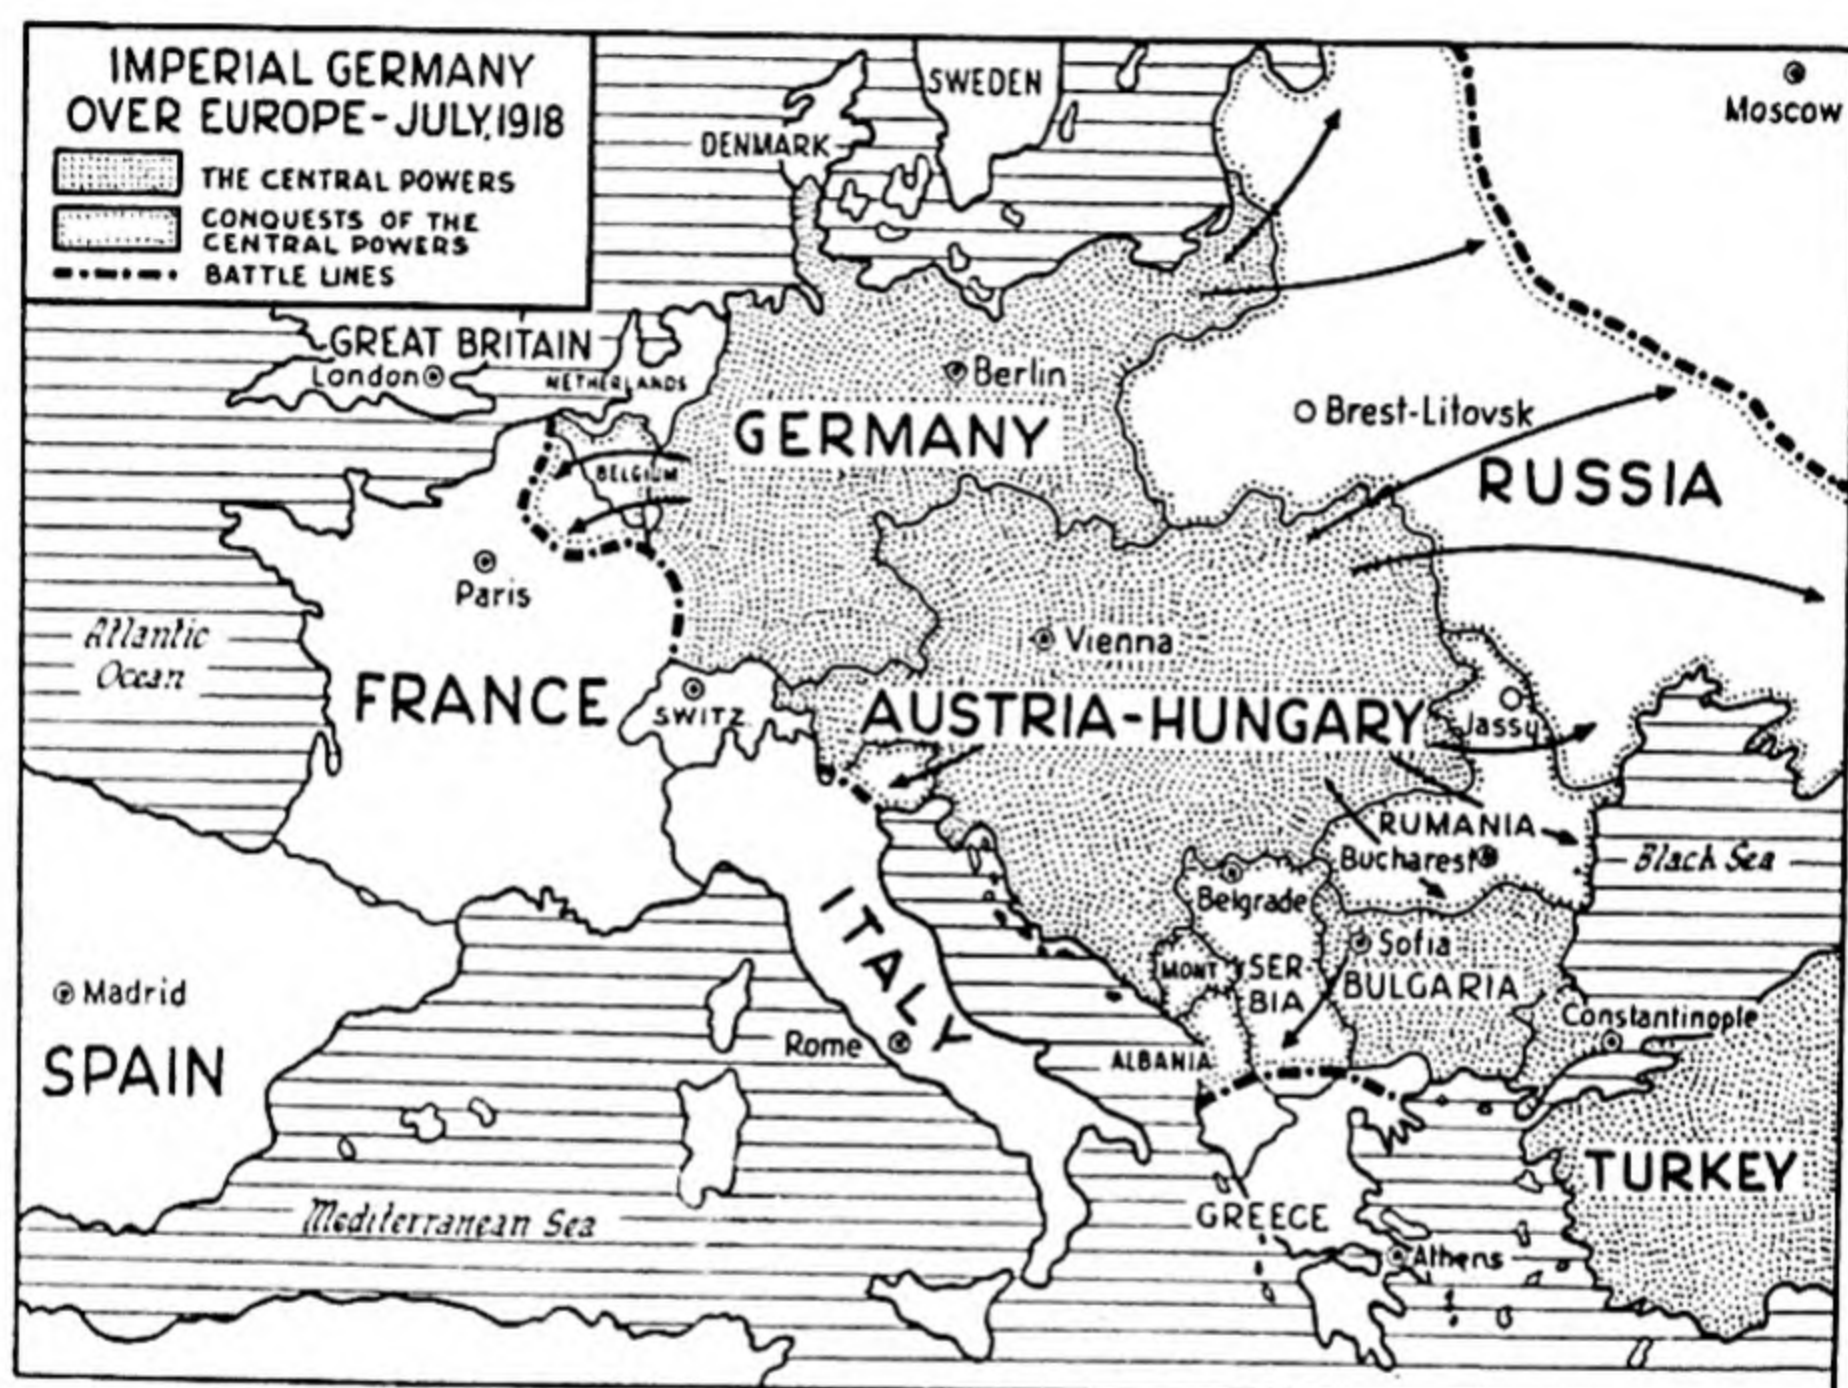 IMPERIAL GERMANY
OVER EUROPE-JULY, 1918
THE CENTRAL POWERS
CONQUESTS OF THE
CENTRAL POWERS
BATTLE LINES
SWEDEN
Moscow
DENMARK
GREAT BRITAIN
London
NETHERLANDS
Berlin
GERMANY
Brest-Litovsk
BELGIUM
RUSSIA
Paris
Atlantic
Ocean
Vienna
FRANCE
SWITZ
AUSTRIA-HUNGARY
Jassy
RUMANIA
Bucharest
Black Sea
Belgrade
ITALY
Sofia
Madrid
MONT
SER-
BIA
BULGARIA
Constantinople
Rome
SPAIN
ALBANIA
TURKEY
Mediterranean Sea
GREECE
Athens